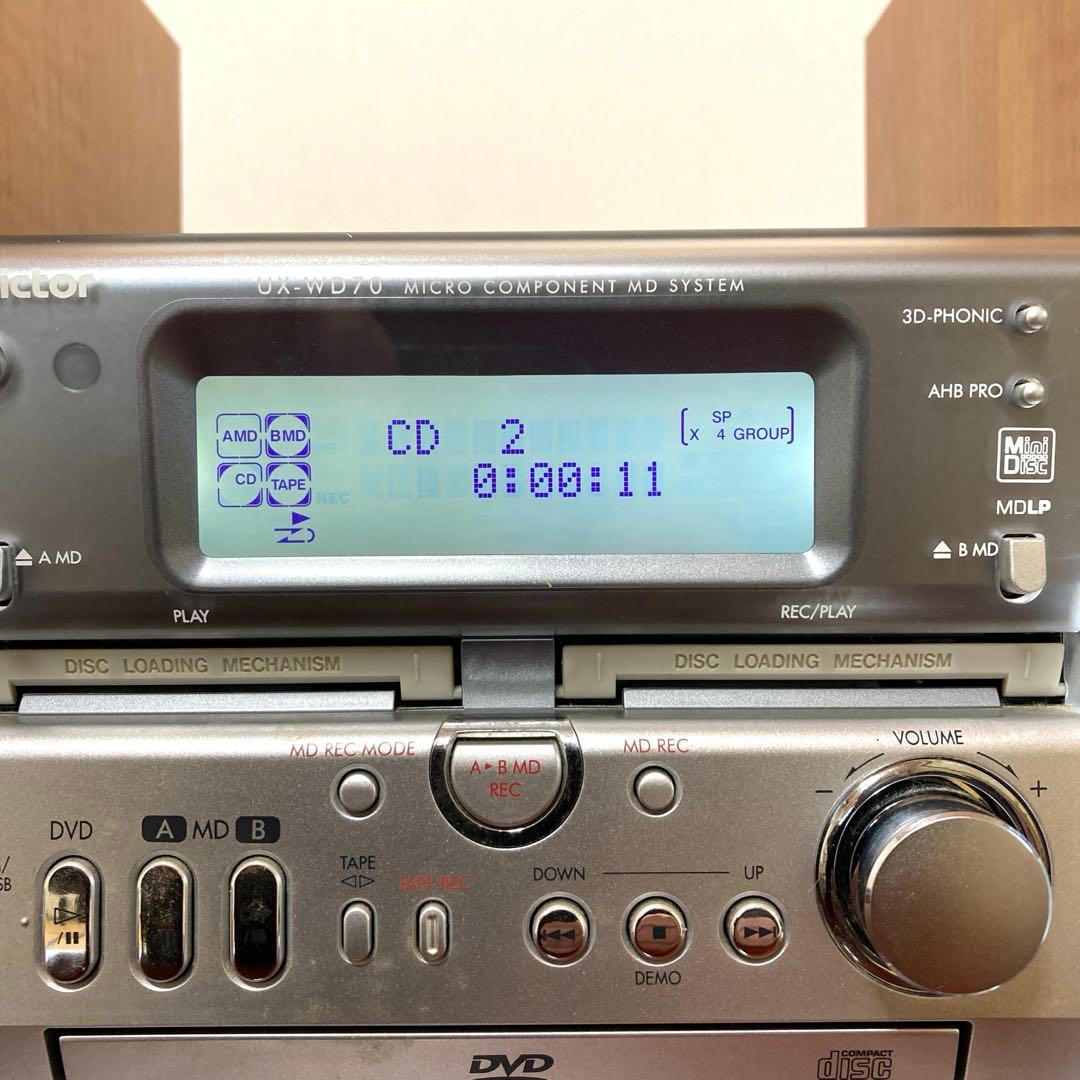 ictor
UX-WD70 MICRO COMPONENT MD SYSTEM
3D-PHONIC
AHB PRO
Mini Disc
MDLP
A MD
B MD
CD
TAPE
REC
CD 2
0:00:11
SP
X 4 GROUP
A MD
B MD
PLAY
REC/PLAY
DISC LOADING MECHANISM
DISC LOADING MECHANISM
MD REC MODE
A►B MD
REC
MD REC
VOLUME
− +
DVD
A MD B
TAPE
◁▷
TAPE REC
DOWN
UP
DEMO
DVD
COMPACT
disc